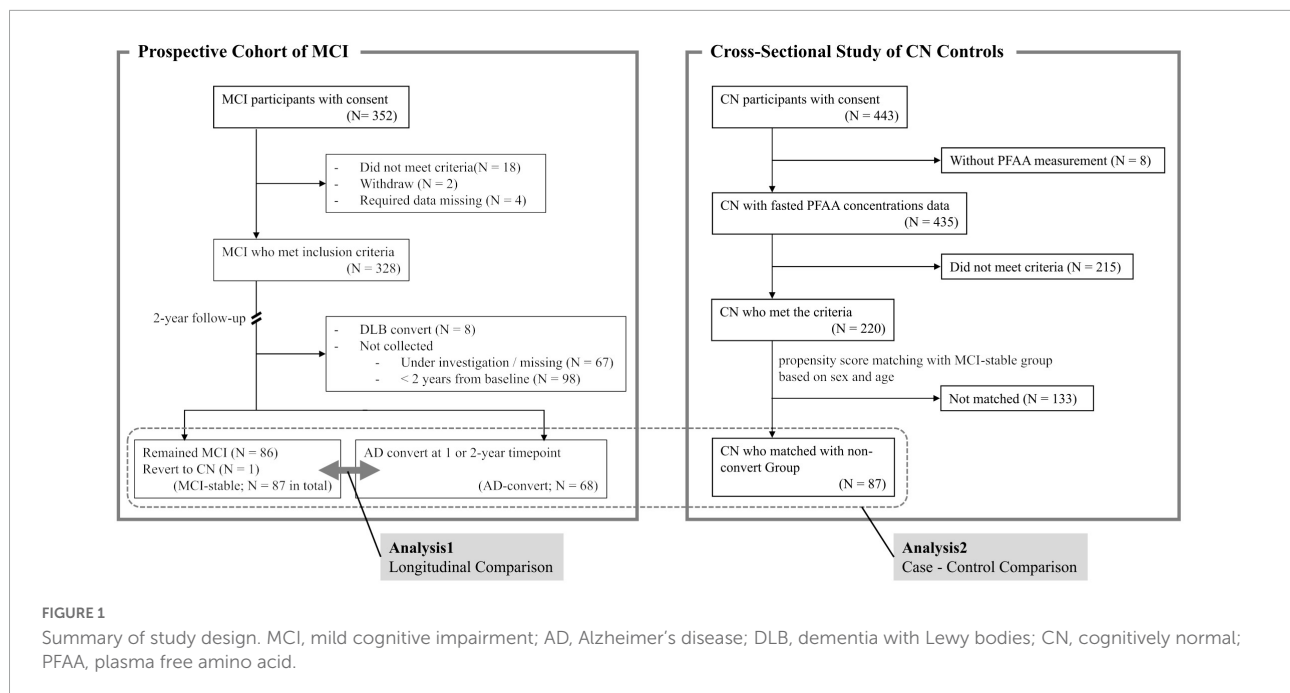 Prospective Cohort of MCI
MCI participants with consent
(N= 352)
- Did not meet criteria(N = 18)
- Withdraw (N = 2)
- Required data missing (N = 4)
MCI who met inclusion criteria
(N = 328)
2-year follow-up
- DLB convert (N = 8)
- Not collected
- Under investigation / missing (N = 67)
- < 2 years from baseline (N = 98)
Remained MCI (N = 86)
Revert to CN (N = 1)
(MCI-stable; N = 87 in total)
AD convert at 1 or 2-year timepoint
(AD-convert; N = 68)
Analysis1
Longitudinal Comparison
Cross-Sectional Study of CN Controls
CN participants with consent
(N = 443)
Without PFAA measurement (N = 8)
CN with fasted PFAA concentrations data
(N = 435)
Did not meet criteria (N = 215)
CN who met the criteria
(N = 220)
propensity score matching with MCI-stable group
based on sex and age
Not matched (N = 133)
CN who matched with non-
convert Group
(N = 87)
Analysis2
Case - Control Comparison
FIGURE 1
Summary of study design. MCI, mild cognitive impairment; AD, Alzheimer's disease; DLB, dementia with Lewy bodies; CN, cognitively normal;
PFAA, plasma free amino acid.